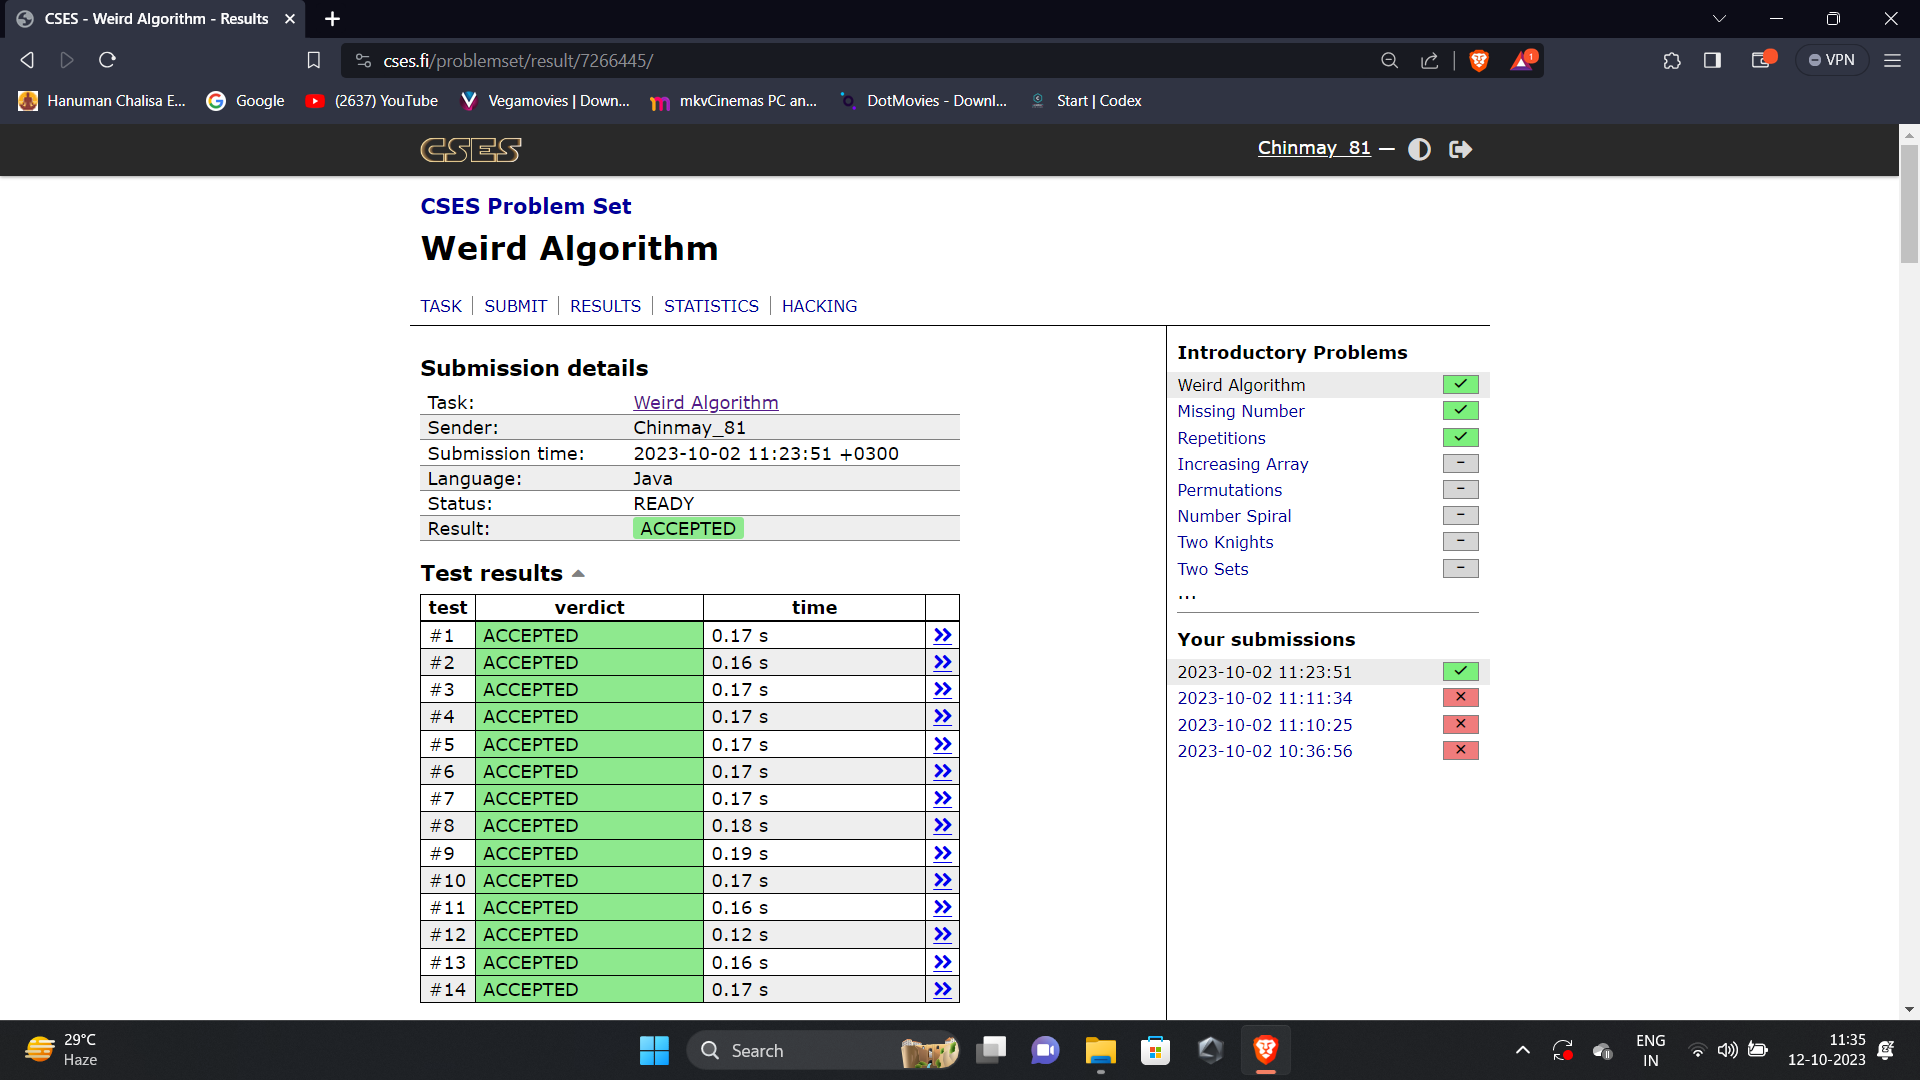 CSES - Weird Algorithm - Results
cses.fi/problemset/result/7266445/
1
VPN
Hanuman Chalisa E...
Google
(2637) YouTube
Vegamovies | Down...
mkvCinemas PC an...
DotMovies - Downl...
Start | Codex
CSES
Chinmay_81 —
CSES Problem Set
Weird Algorithm
TASK | SUBMIT | RESULTS | STATISTICS | HACKING
Submission details
Task: Weird Algorithm
Sender: Chinmay_81
Submission time: 2023-10-02 11:23:51 +0300
Language: Java
Status: READY
Result: ACCEPTED
Test results
test verdict time
#1 ACCEPTED 0.17 s »
#2 ACCEPTED 0.16 s »
#3 ACCEPTED 0.17 s »
#4 ACCEPTED 0.17 s »
#5 ACCEPTED 0.17 s »
#6 ACCEPTED 0.17 s »
#7 ACCEPTED 0.17 s »
#8 ACCEPTED 0.18 s »
#9 ACCEPTED 0.19 s »
#10 ACCEPTED 0.17 s »
#11 ACCEPTED 0.16 s »
#12 ACCEPTED 0.12 s »
#13 ACCEPTED 0.16 s »
#14 ACCEPTED 0.17 s »
Introductory Problems
Weird Algorithm ✓
Missing Number ✓
Repetitions ✓
Increasing Array –
Permutations –
Number Spiral –
Two Knights –
Two Sets –
...
Your submissions
2023-10-02 11:23:51 ✓
2023-10-02 11:11:34 ×
2023-10-02 11:10:25 ×
2023-10-02 10:36:56 ×
29°C
Haze
Search
ENG
IN
11:35
12-10-2023